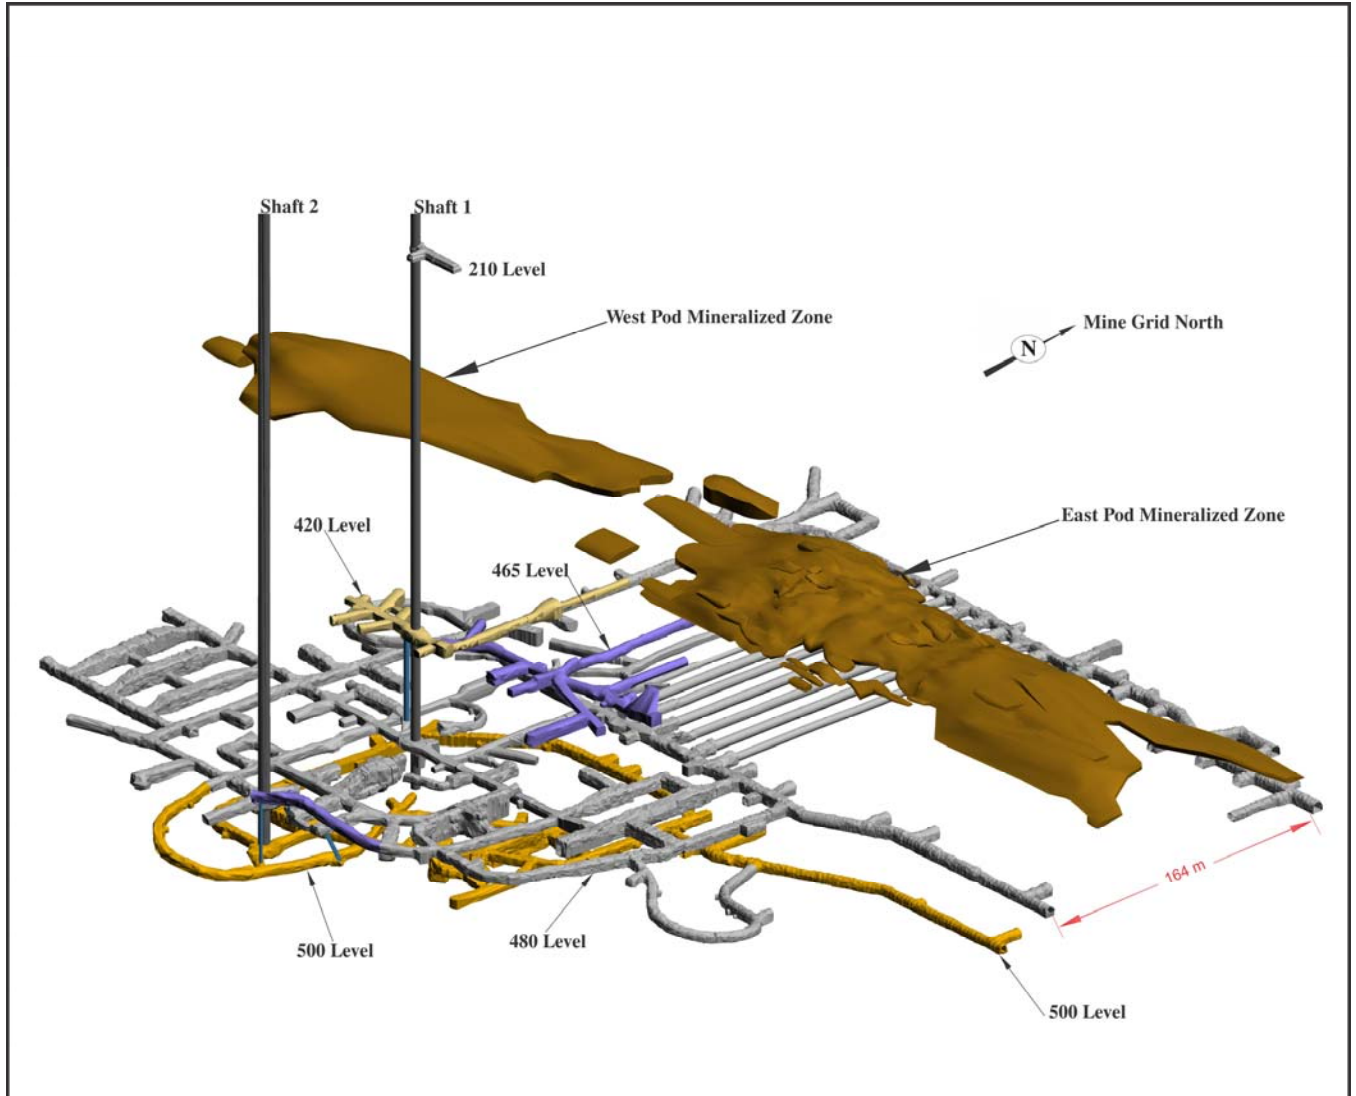 Shaft 2
Shaft 1
210 Level
West Pod Mineralized Zone
Mine Grid North
N
420 Level
East Pod Mineralized Zone
465 Level
164 m
500 Level
480 Level
500 Level